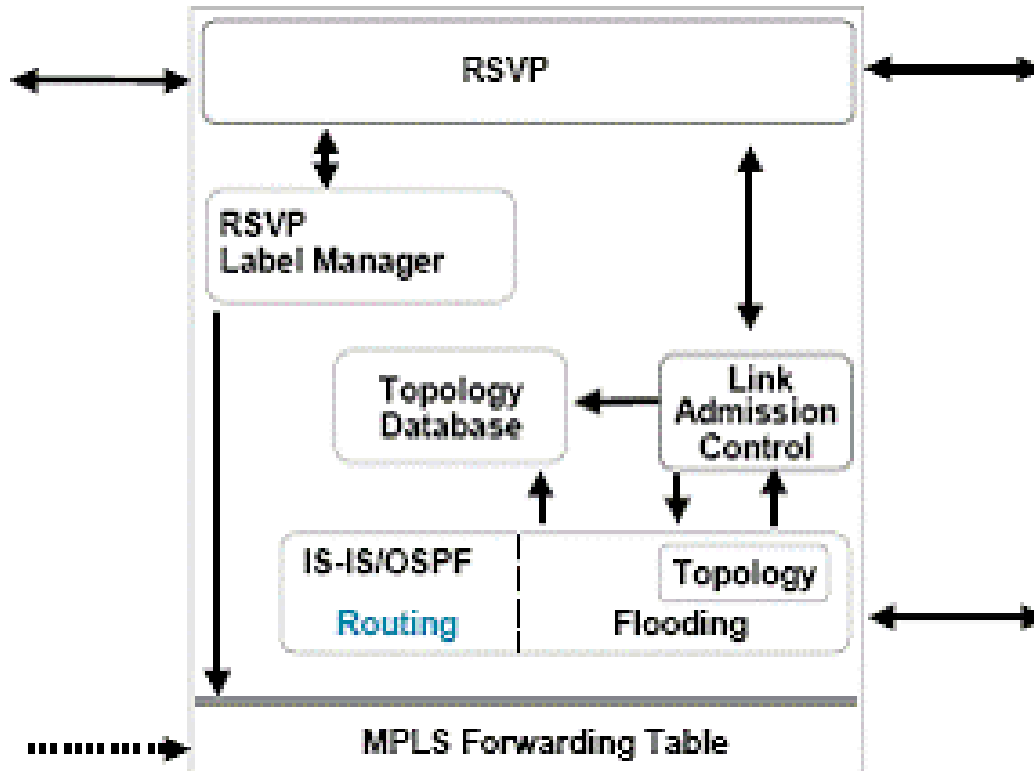 RSVP
RSVP
Label Manager
Topology
Database
Link
Admission
Control
IS-IS/OSPF
Routing
Topology
Flooding
MPLS Forwarding Table